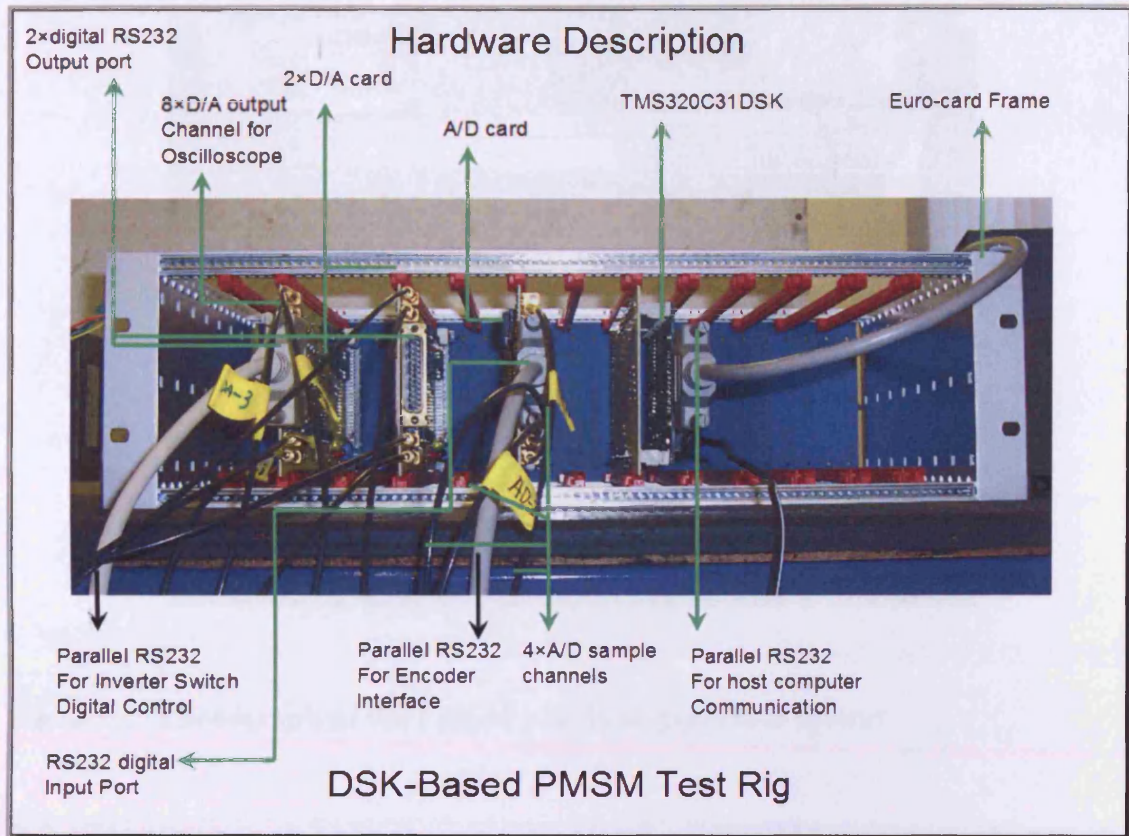 Hardware Description
2×digital RS232
Output port
2×D/A card
8×D/A output
Channel for
Oscilloscope
A/D card
TMS320C31DSK
Euro-card Frame
A-3
AD-
Parallel RS232
For Inverter Switch
Digital Control
Parallel RS232
For Encoder
Interface
4×A/D sample
channels
Parallel RS232
For host computer
Communication
RS232 digital
Input Port
DSK-Based PMSM Test Rig